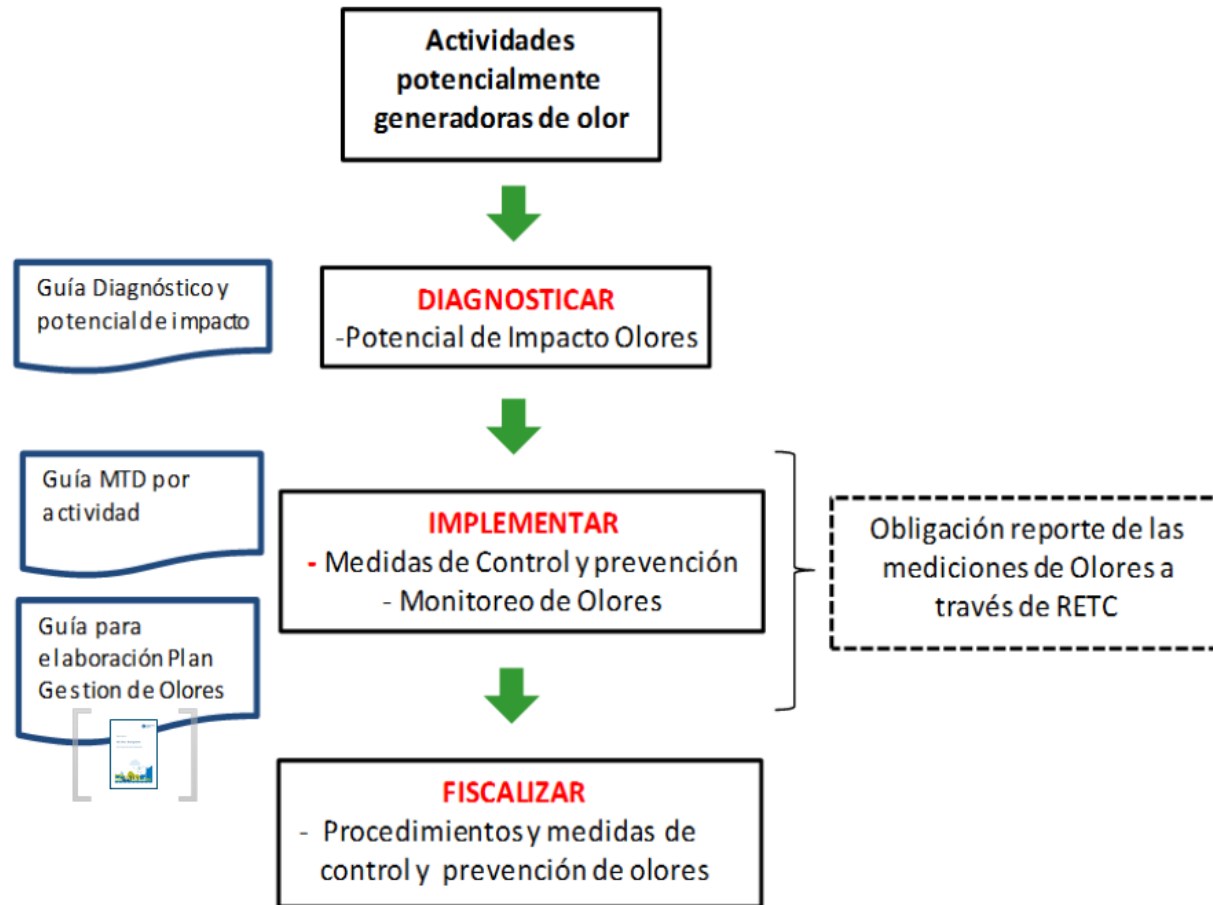 Actividades
potencialmente
generadoras de olor
Guía Diagnóstico y
potencial de impacto
DIAGNOSTICAR
-Potencial de Impacto Olores
Guía MTD por
actividad
Guía para
elaboración Plan
Gestion de Olores
IMPLEMENTAR
- Medidas de Control y prevención
- Monitoreo de Olores
Obligación reporte de las
mediciones de Olores a
través de RETC
FISCALIZAR
- Procedimientos y medidas de
control y prevención de olores